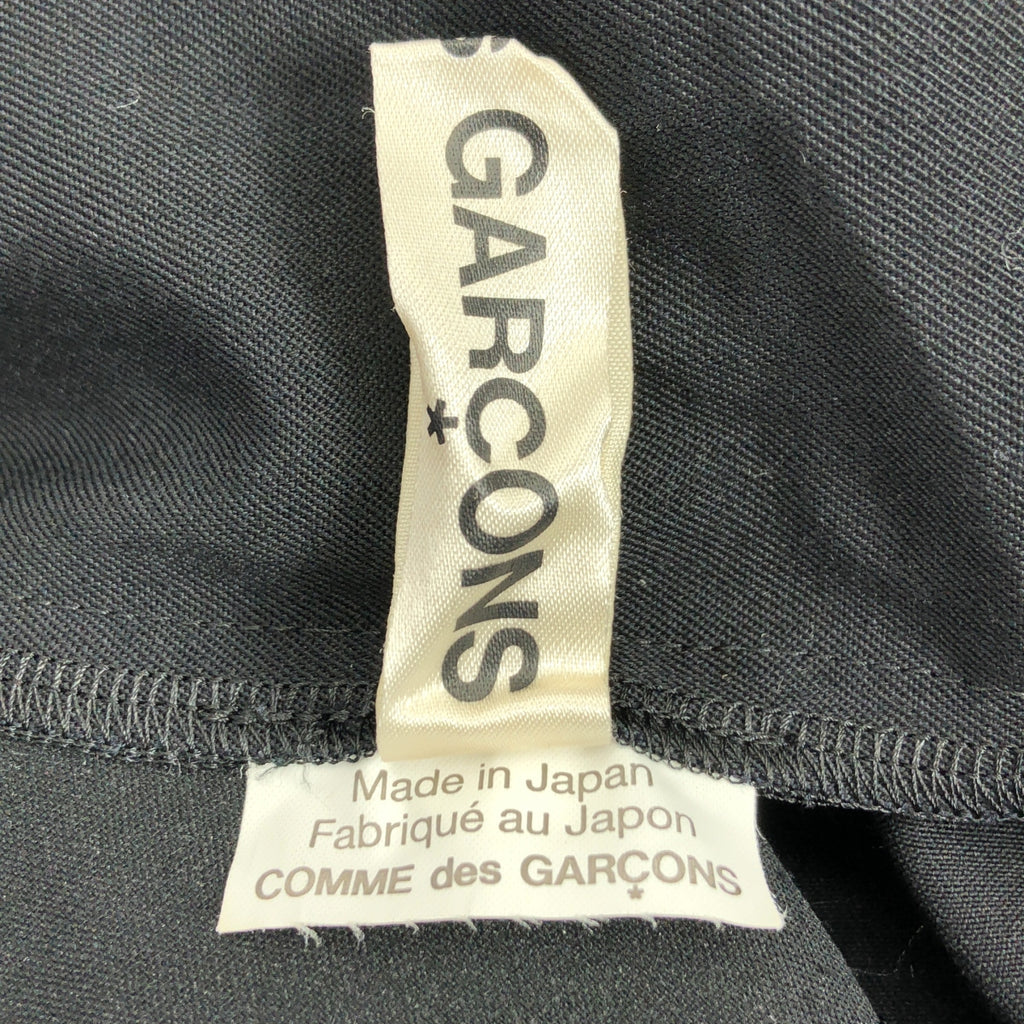 GARÇONS
Made in Japan
Fabriqué au Japon
COMME des GARÇONS